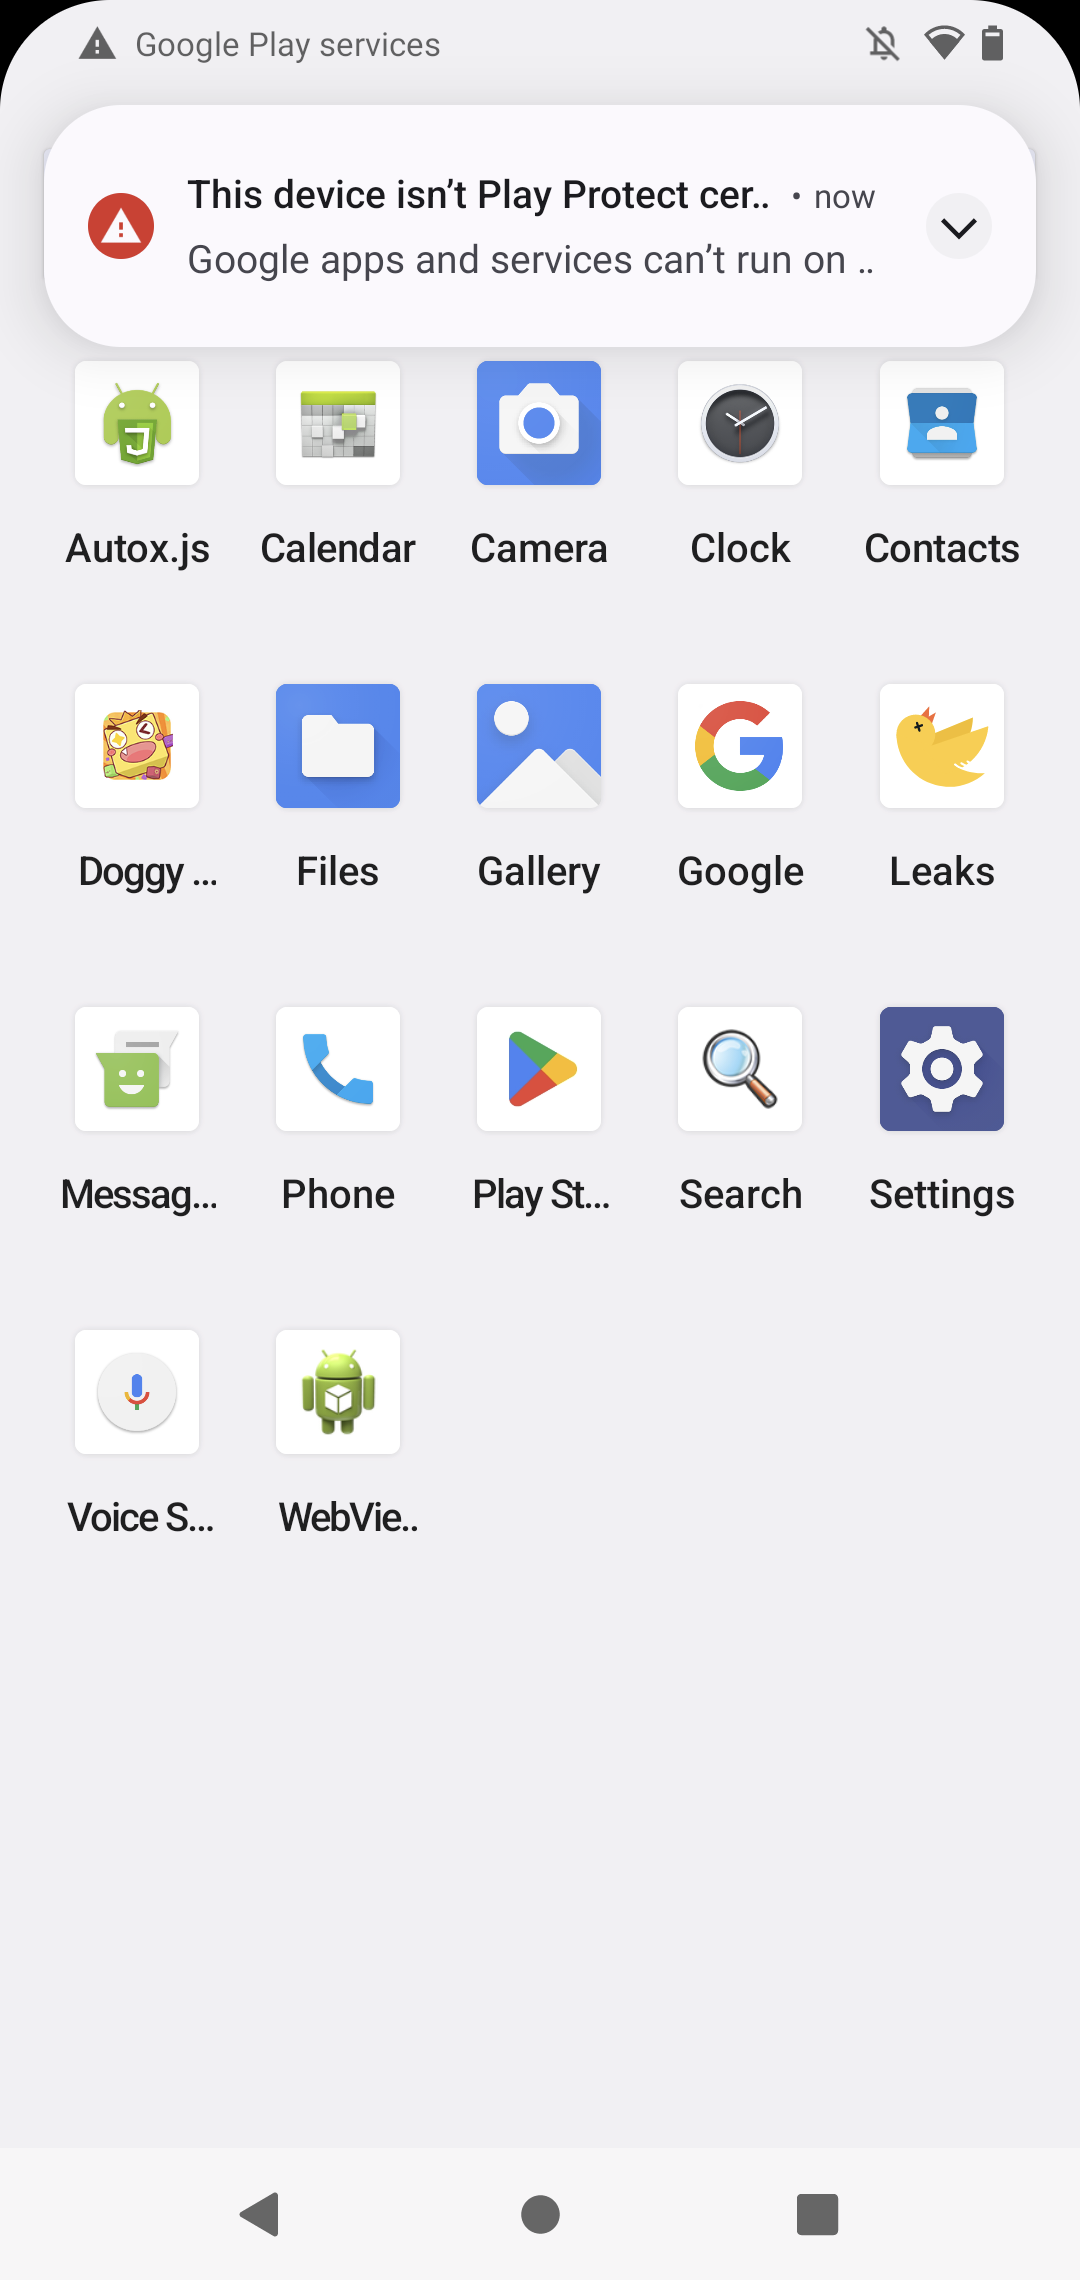 Google Play services
This device isn’t Play Protect cer.. • now
Google apps and services can’t run on ..
Autox.js Calendar Camera Clock Contacts
Doggy ... Files Gallery Google Leaks
Messag... Phone Play St... Search Settings
Voice S... WebVie..